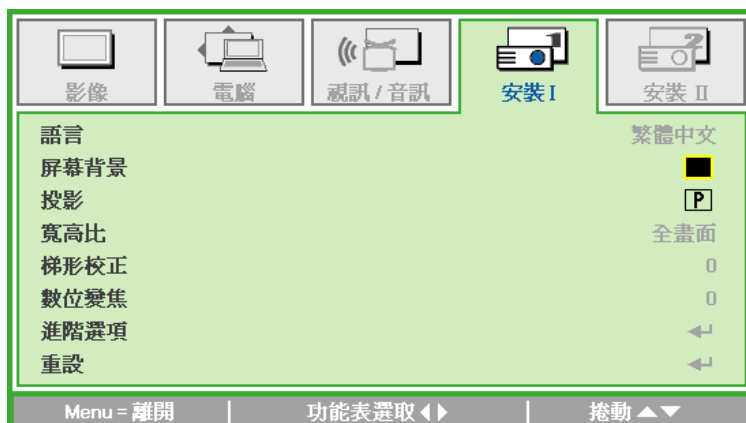 影像
電腦
視訊 / 音訊
安裝 I
安裝 II
語言 繁體中文
屏幕背景
投影 P
寬高比 全畫面
梯形校正 0
數位變焦 0
進階選項
重設
Menu = 離開 功能表選取 捲動